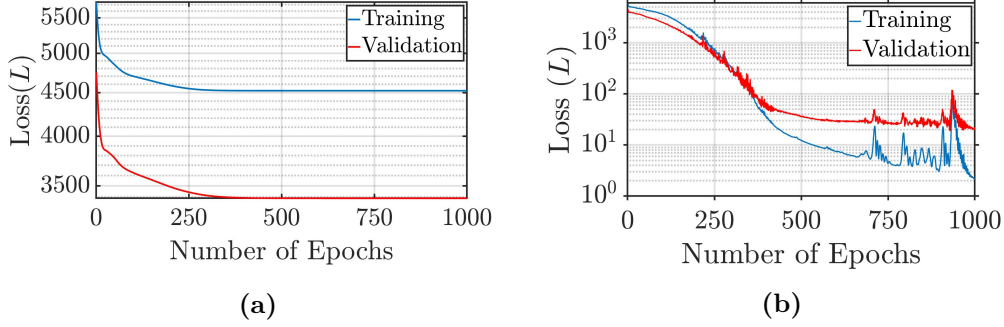 5500
5000
4500
4000
3500
0
250
500
750
1000
Loss(L)
Number of Epochs
Training
Validation
(a)
10^3
10^2
10^1
10^0
0
250
500
750
1000
Loss (L)
Number of Epochs
Training
Validation
(b)